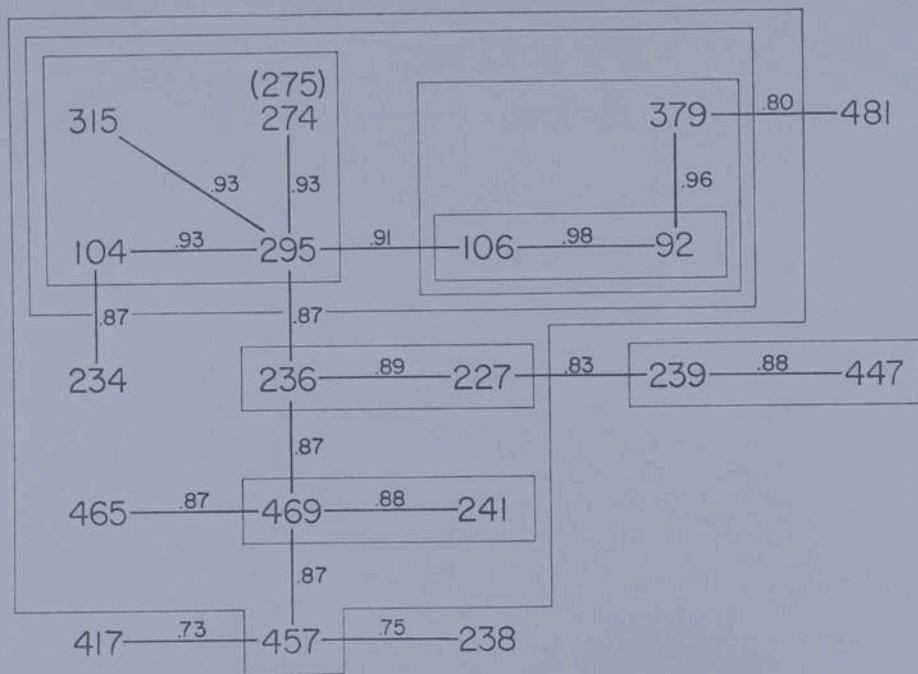 (275)
315 274 379 .80 481
.93 .93 .96
104 .93 295 .91 106 .98 92
.87 .87
234 236 .89 227 .83 239 .88 447
.87
465 .87 469 .88 241
.87
417 .73 457 .75 238